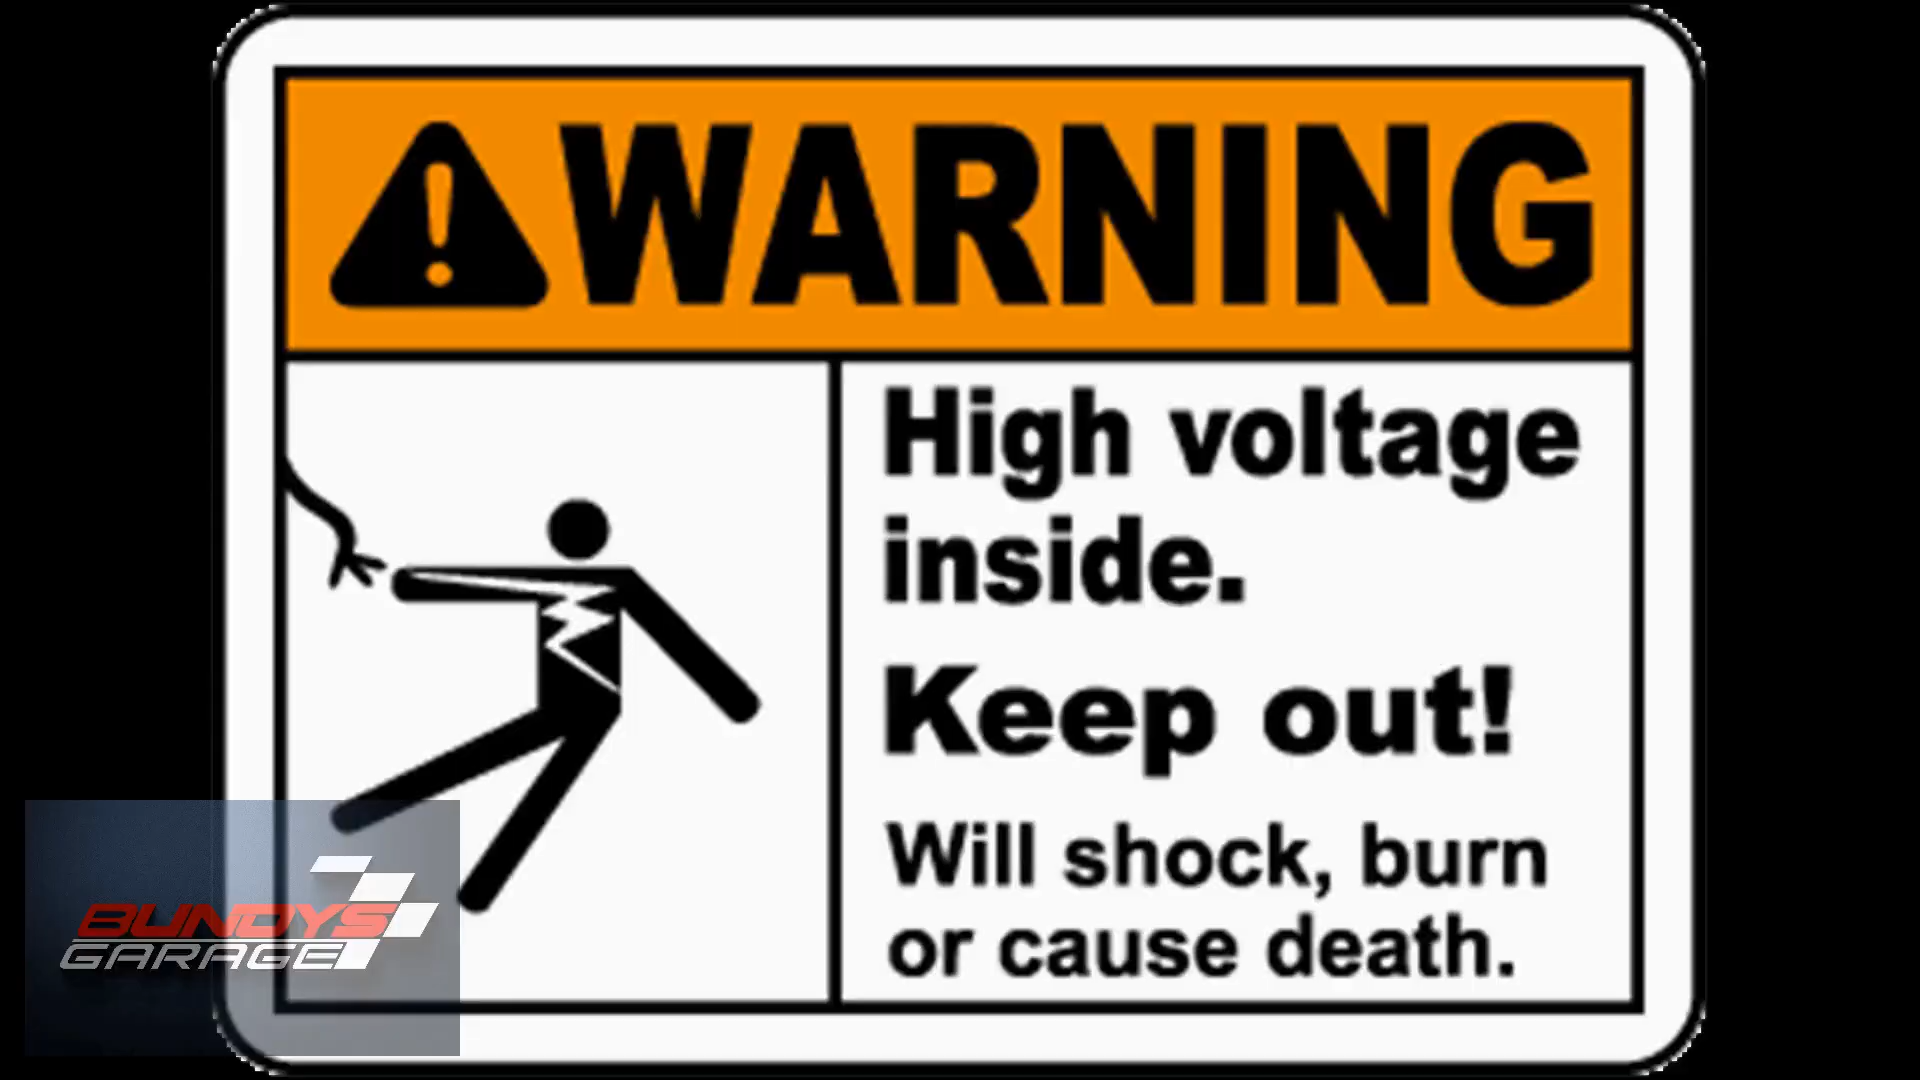 WARNING
High voltage
inside.
Keep out!
Will shock, burn
or cause death.
BUNDYS
GARAGE